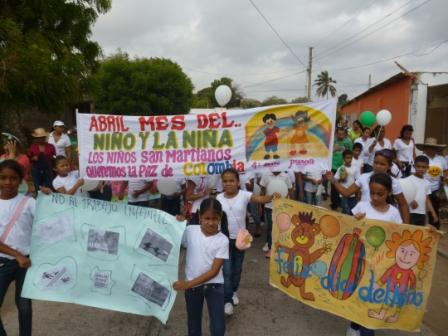 ABRIL MES DEL..
NIÑO Y LA NIÑA
LOS NIÑOS SAN MARTIANOS
QUEREMOS LA PAZ DE COLOMBIA
NO AL TRABAJO INFANTIL
Feliz día del Niño